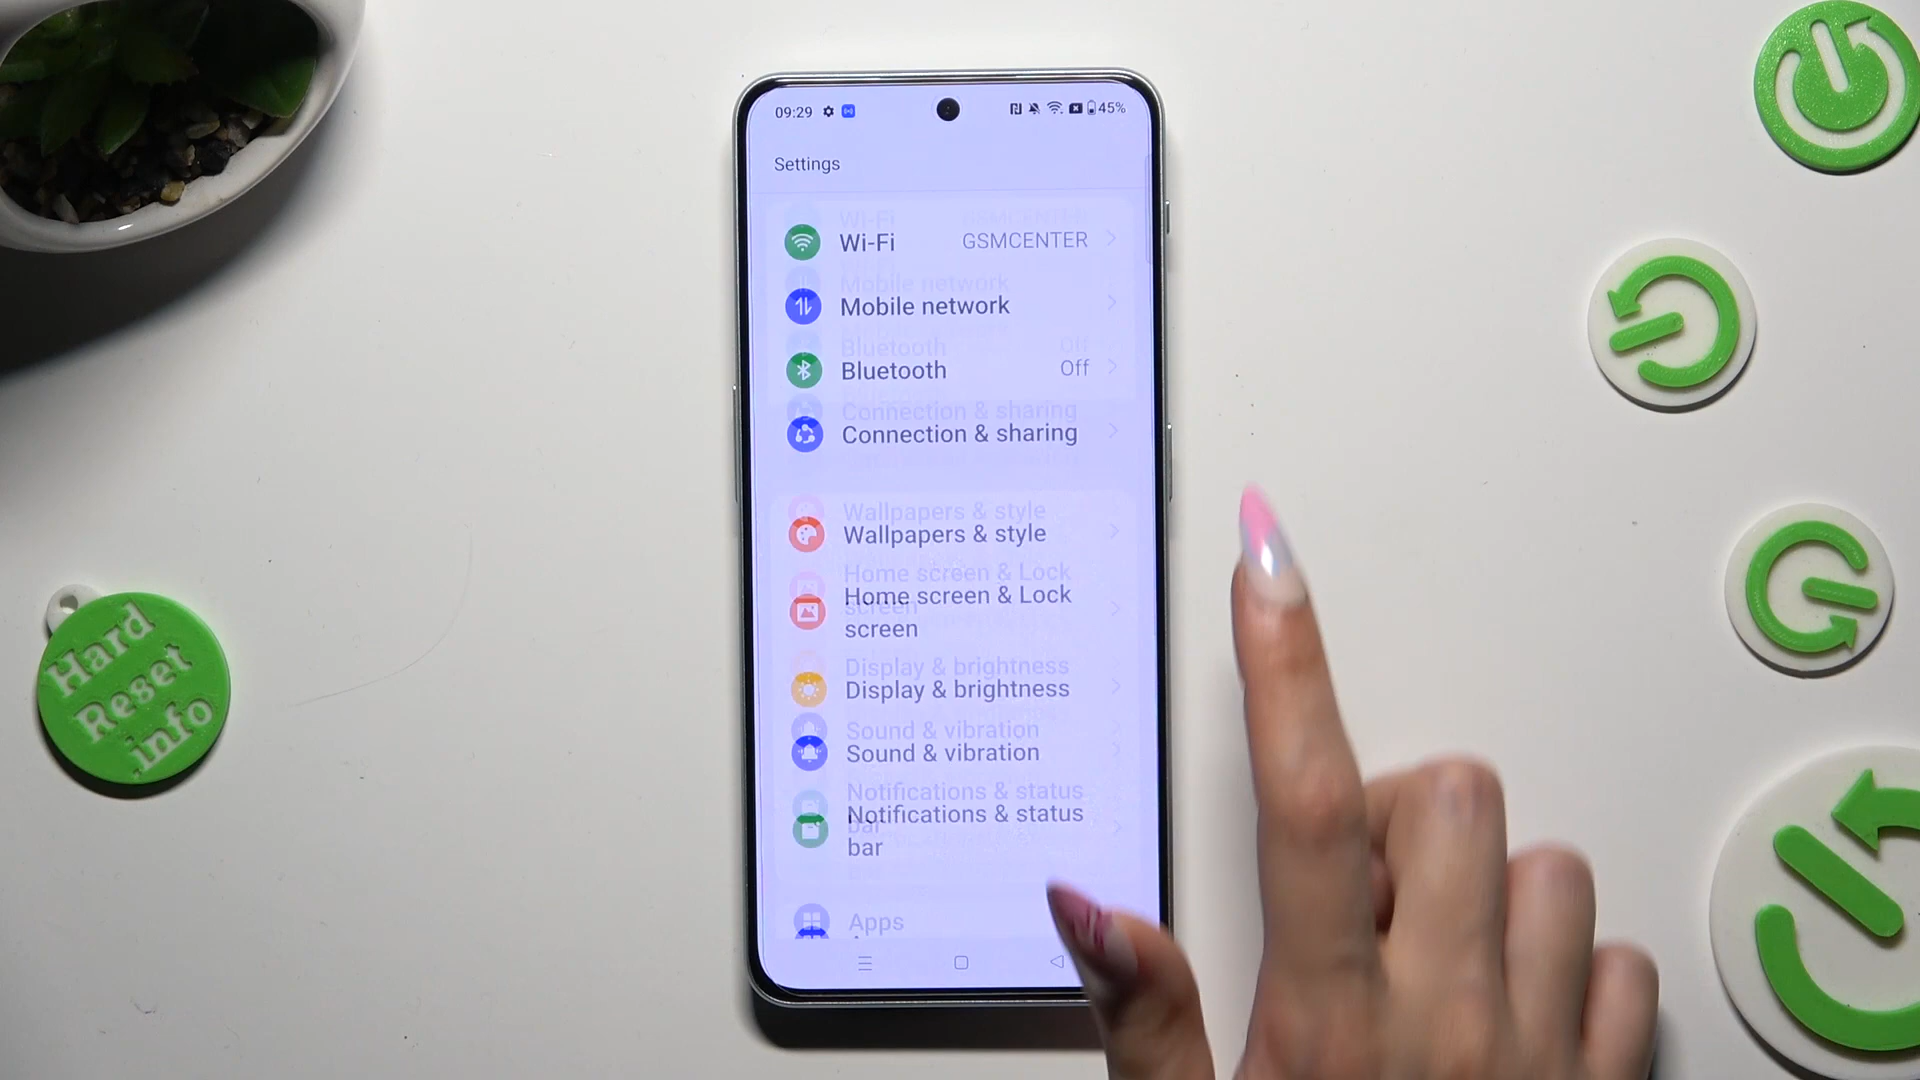 09:29 45%
Settings
Wi-Fi GSMCENTER
Mobile network
Bluetooth Off
Connection & sharing
Wallpapers & style
Home screen & Lock
screen
Display & brightness
Sound & vibration
Notifications & status
bar
Apps
Hard
Reset
.info